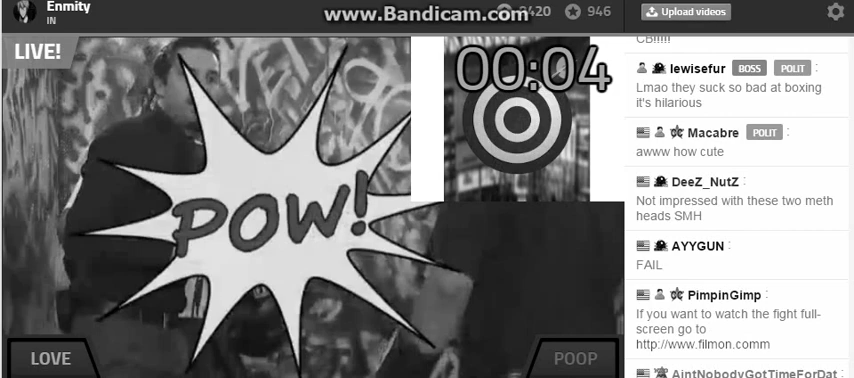 Enmity
IN
www.Bandicam.com
2420
946
Upload videos
LIVE!
00:04
POW!
LOVE
POOP
CB!!!!!
lewisefur BOSS POLIT :
Lmao they suck so bad at boxing
it's hilarious
Macabre POLIT :
awww how cute
DeeZ_NutZ :
Not impressed with these two meth
heads SMH
AYYGUN :
FAIL
PimpinGimp :
If you want to watch the fight full-
screen go to
http://www.filmon.comm
AintNobodyGotTimeForDat :